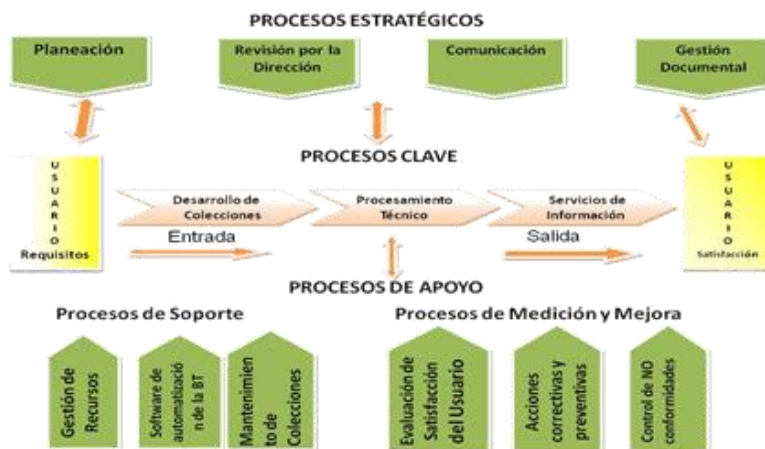 PROCESOS ESTRATÉGICOS
Planeación
Revisión por la
Dirección
Comunicación
Gestión
Documental
PROCESOS CLAVE
USUARIO
Requisitos
Desarrollo de
Colecciones
Procesamiento
Técnico
Servicios de
Información
Entrada
Salida
USUARIO
Satisfacción
PROCESOS DE APOYO
Procesos de Soporte
Procesos de Medición y Mejora
Gestión de
Recursos
Software de
automatizació
n de la BT
Mantenimien
to de
Colecciones
Evaluación de
Satisfacción
del Usuario
Acciones
correctivas y
preventivas
Control de NO
conformidades